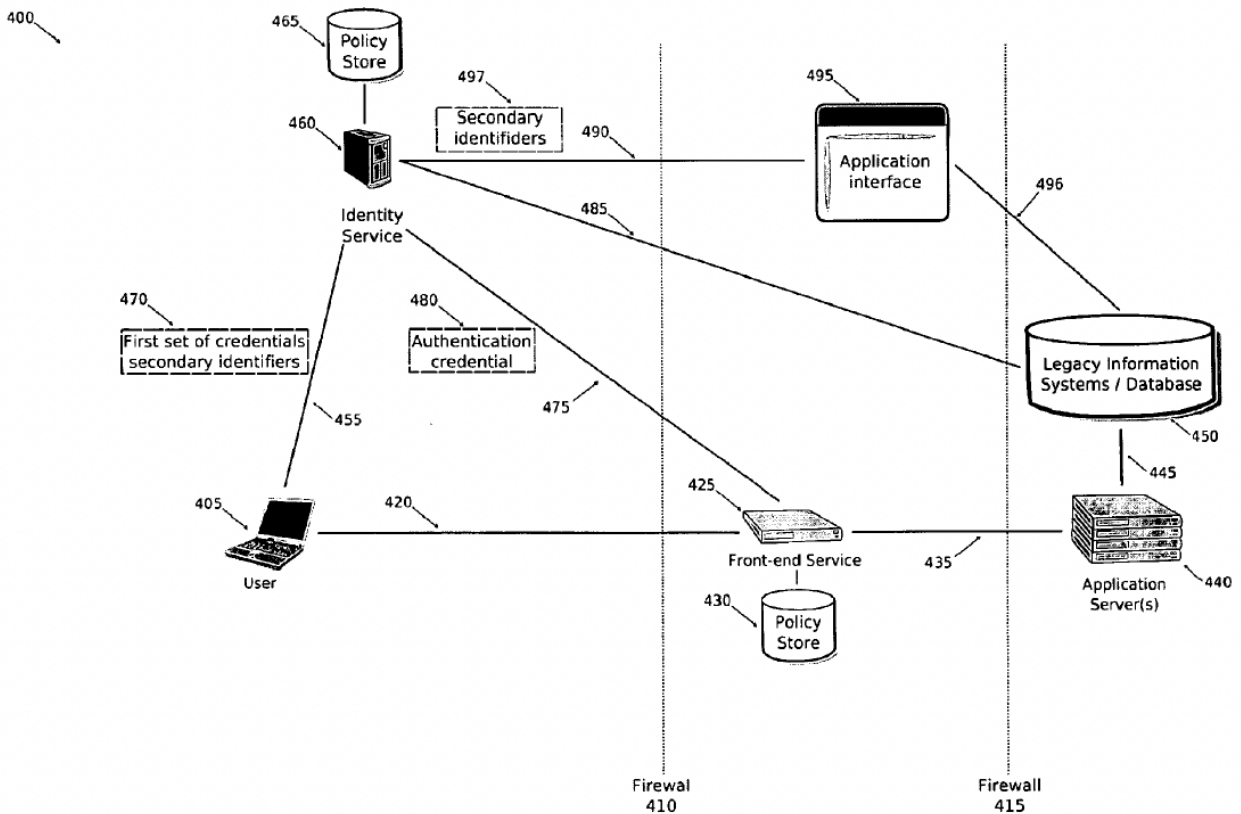 400
465
Policy
Store
497
Secondary
identifiders
460
490
495
Application
interface
496
485
Identity
Service
470
First set of credentials
secondary identifiers
480
Authentication
credential
475
455
Legacy Information
Systems / Database
450
445
405
420
425
User
Front-end Service
435
440
Application
Server(s)
430
Policy
Store
Firewal
410
Firewall
415